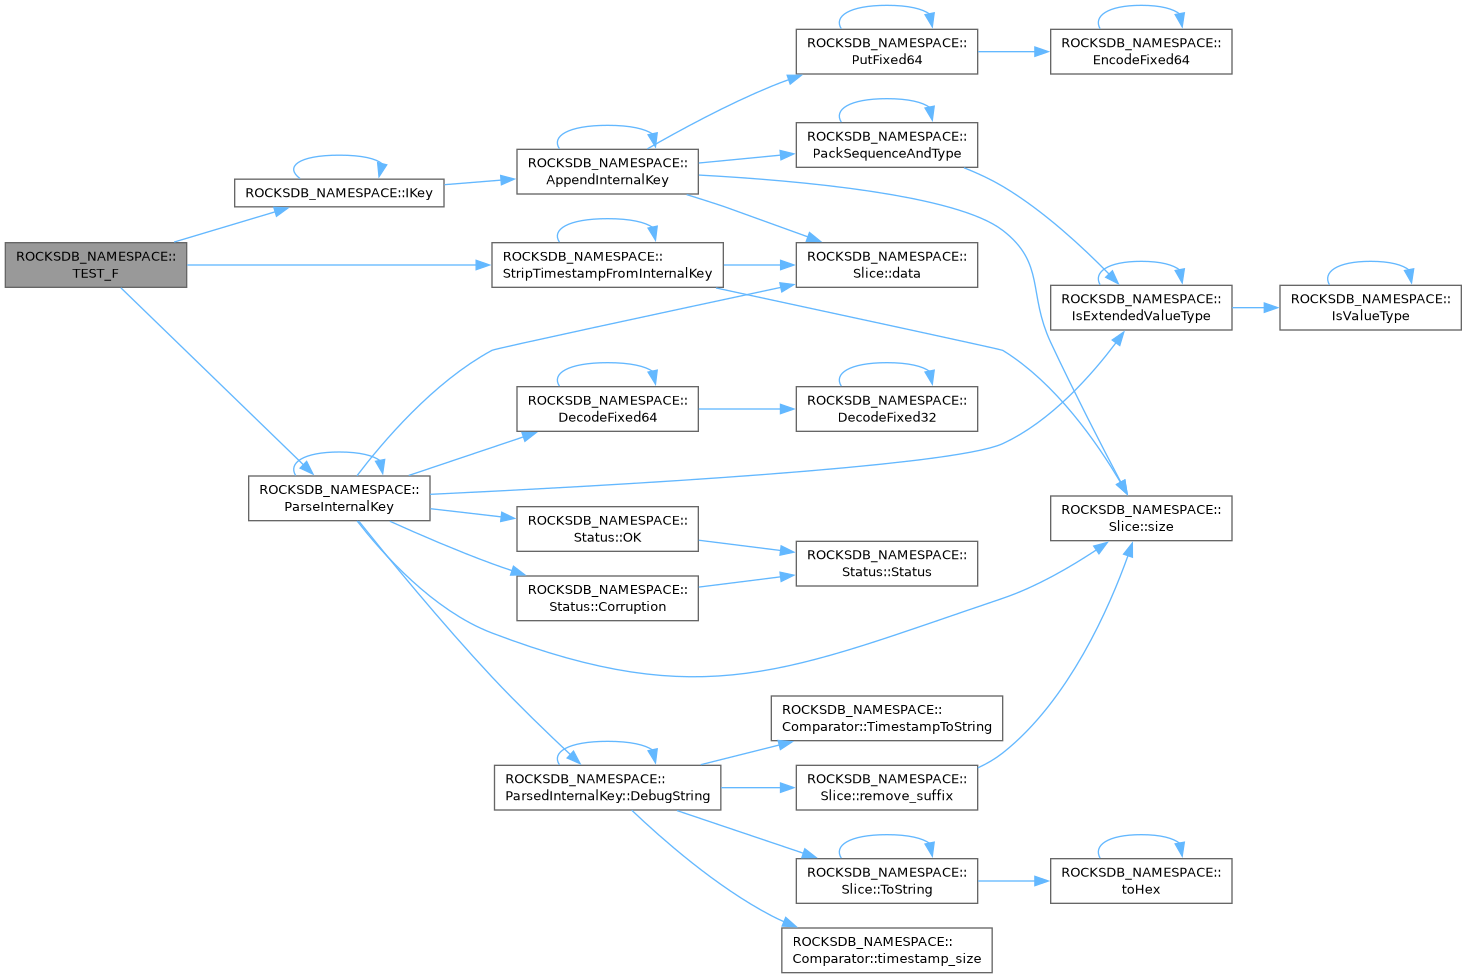 ROCKSDB_NAMESPACE::
TEST_F
ROCKSDB_NAMESPACE::IKey
ROCKSDB_NAMESPACE::
AppendInternalKey
ROCKSDB_NAMESPACE::
PutFixed64
ROCKSDB_NAMESPACE::
EncodeFixed64
ROCKSDB_NAMESPACE::
PackSequenceAndType
ROCKSDB_NAMESPACE::
IsExtendedValueType
ROCKSDB_NAMESPACE::
IsValueType
ROCKSDB_NAMESPACE::
Slice::data
ROCKSDB_NAMESPACE::
Slice::size
ROCKSDB_NAMESPACE::
StripTimestampFromInternalKey
ROCKSDB_NAMESPACE::
ParseInternalKey
ROCKSDB_NAMESPACE::
DecodeFixed64
ROCKSDB_NAMESPACE::
DecodeFixed32
ROCKSDB_NAMESPACE::
Status::OK
ROCKSDB_NAMESPACE::
Status::Status
ROCKSDB_NAMESPACE::
Status::Corruption
ROCKSDB_NAMESPACE::
ParsedInternalKey::DebugString
ROCKSDB_NAMESPACE::
Comparator::TimestampToString
ROCKSDB_NAMESPACE::
Slice::remove_suffix
ROCKSDB_NAMESPACE::
Slice::ToString
ROCKSDB_NAMESPACE::
toHex
ROCKSDB_NAMESPACE::
Comparator::timestamp_size